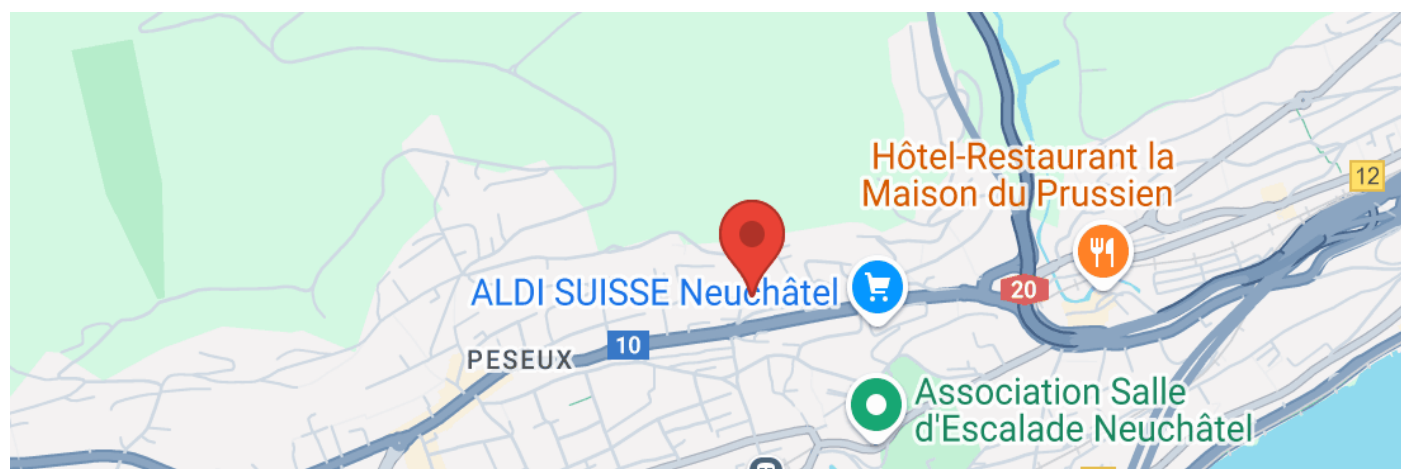 Hôtel-Restaurant la
Maison du Prussien
12
ALDI SUISSE Neuchâtel
20
10
PESEUX
Association Salle
d'Escalade Neuchâtel